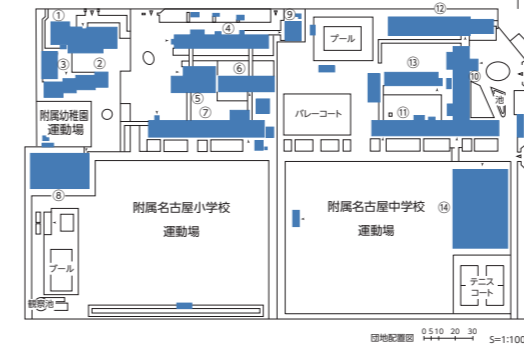 ①
④
⑨
⑫
プール
③
②
⑥
⑬
⑩
⑤
池
附属幼稚園
運動場
⑦
バレーコート
⑪
⑧
附属名古屋小学校
運動場
附属名古屋中学校
運動場
⑭
プール
テニス
コート
観察池
団地配置図
0 5 10 20 30
S=1:100